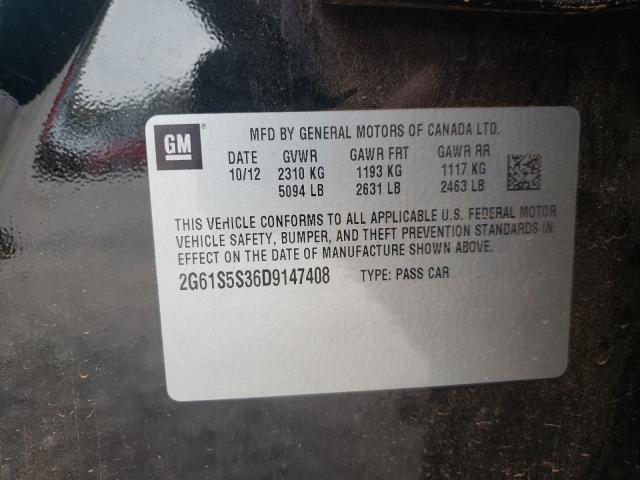 GM ®
MFD BY GENERAL MOTORS OF CANADA LTD.
DATE GVWR GAWR FRT GAWR RR
10/12 2310 KG 1193 KG 1117 KG
5094 LB 2631 LB 2463 LB
THIS VEHICLE CONFORMS TO ALL APPLICABLE U.S. FEDERAL MOTOR
VEHICLE SAFETY, BUMPER, AND THEFT PREVENTION STANDARDS IN
EFFECT ON THE DATE OF MANUFACTURE SHOWN ABOVE.
2G61S5S36D9147408 TYPE: PASS CAR